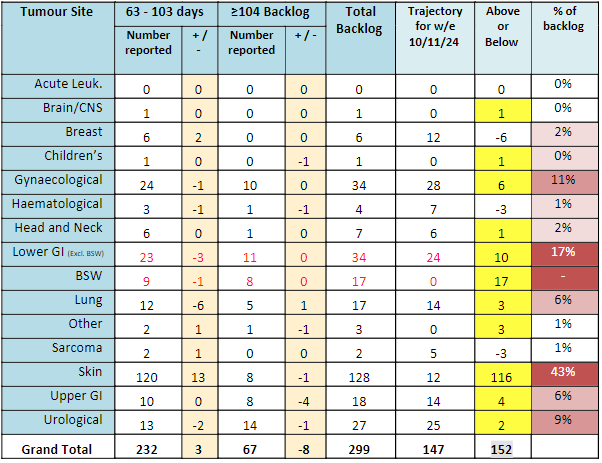 Tumour Site 63 - 103 days ≥104 Backlog Total Backlog Trajectory for w/e 10/11/24 Above or Below % of backlog
Number reported + / - Number reported + / -
Acute Leuk. 0 0 0 0 0 0 0 0%
Brain/CNS 1 0 0 0 1 0 1 0%
Breast 6 2 0 0 6 12 -6 2%
Children's 1 0 0 -1 1 0 1 0%
Gynaecological 24 -1 10 0 34 28 6 11%
Haematological 3 -1 1 -1 4 7 -3 1%
Head and Neck 6 0 1 0 7 6 1 2%
Lower GI (Excl. BSW) 23 -3 11 0 34 24 10 17%
BSW 9 -1 8 0 17 0 17 -
Lung 12 -6 5 1 17 14 3 6%
Other 2 1 1 -1 3 0 3 1%
Sarcoma 2 1 0 0 2 5 -3 1%
Skin 120 13 8 -1 128 12 116 43%
Upper GI 10 0 8 -4 18 14 4 6%
Urological 13 -2 14 -1 27 25 2 9%
Grand Total 232 3 67 -8 299 147 152